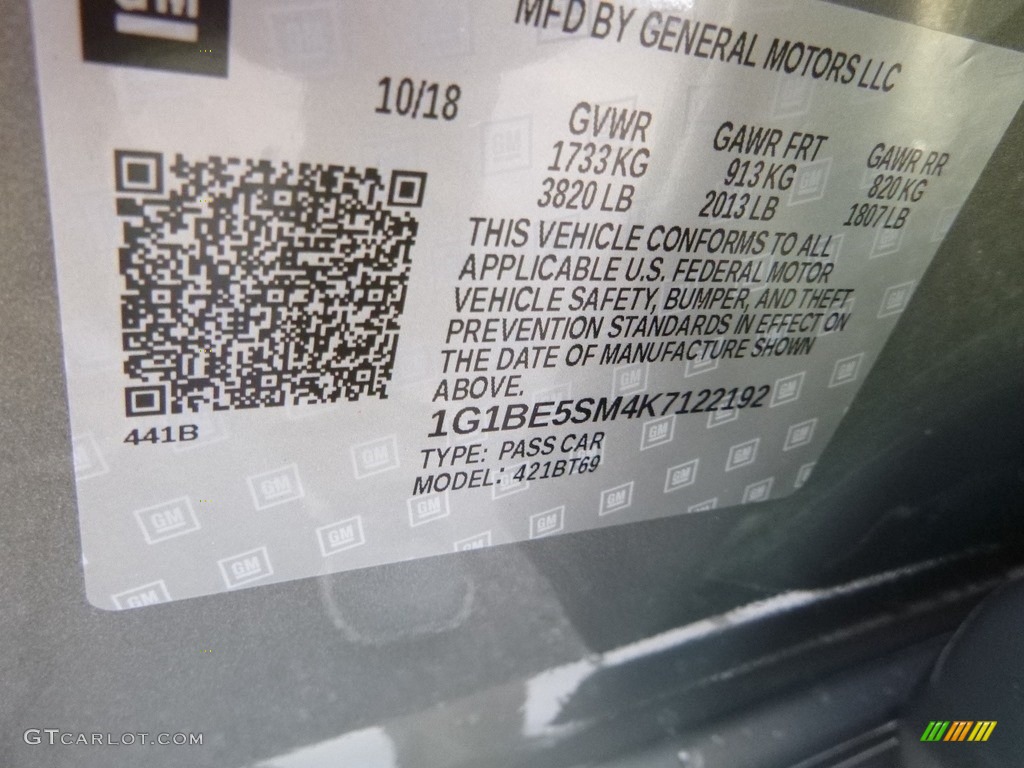 GM
MFD BY GENERAL MOTORS LLC
10/18
GVWR GAWR FRT GAWR RR
1733 KG 913 KG 820 KG
3820 LB 2013 LB 1807 LB
THIS VEHICLE CONFORMS TO ALL
APPLICABLE U.S. FEDERAL MOTOR
VEHICLE SAFETY, BUMPER, AND THEFT
PREVENTION STANDARDS IN EFFECT ON
THE DATE OF MANUFACTURE SHOWN
ABOVE.
441B
1G1BE5SM4K7122192
TYPE: PASS CAR
MODEL: 421BT69
GTCARLOT.COM